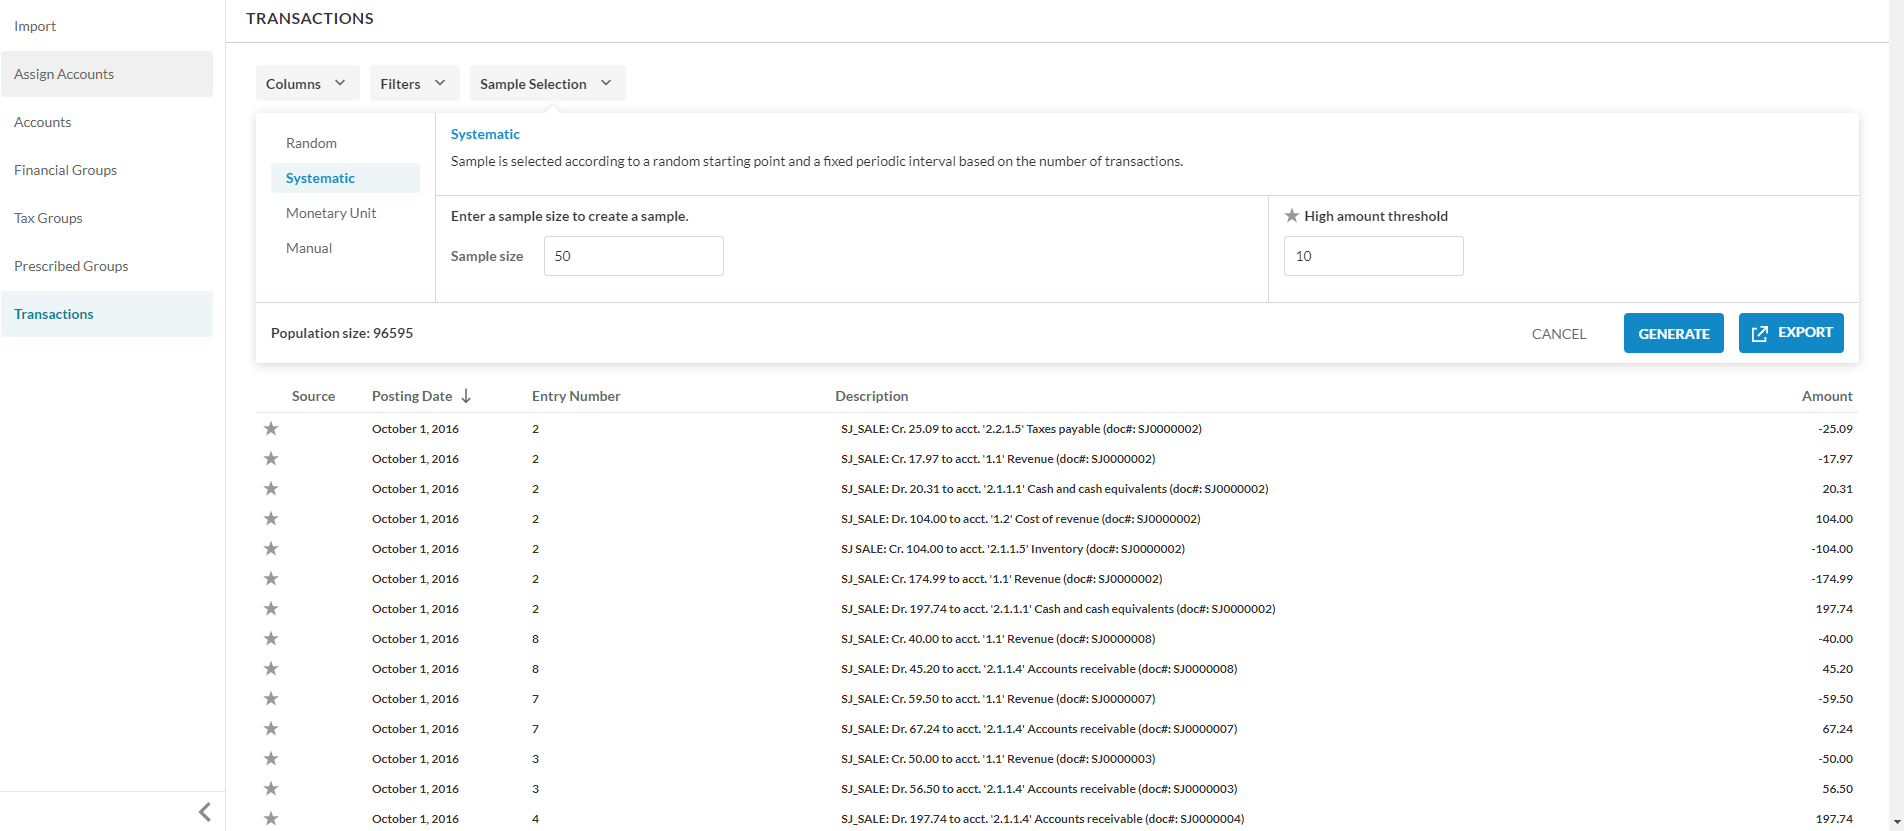 TRANSACTIONS
Import
Assign Accounts
Accounts
Financial Groups
Tax Groups
Prescribed Groups
Transactions
Columns Filters Sample Selection
Random
Systematic
Monetary Unit
Manual
Systematic
Sample is selected according to a random starting point and a fixed periodic interval based on the number of transactions.
Enter a sample size to create a sample.
Sample size 50
High amount threshold
10
Population size: 96595
CANCEL GENERATE EXPORT
Source Posting Date Entry Number Description Amount
October 1, 2016 2 SJ_SALE: Cr. 25.09 to acct. '2.2.1.5' Taxes payable (doc#: SJ0000002) -25.09
October 1, 2016 2 SJ_SALE: Cr. 17.97 to acct. '1.1' Revenue (doc#: SJ0000002) -17.97
October 1, 2016 2 SJ_SALE: Dr. 20.31 to acct. '2.1.1.1' Cash and cash equivalents (doc#: SJ0000002) 20.31
October 1, 2016 2 SJ_SALE: Dr. 104.00 to acct. '1.2' Cost of revenue (doc#: SJ0000002) 104.00
October 1, 2016 2 SJ SALE: Cr. 104.00 to acct. '2.1.1.5' Inventory (doc#: SJ0000002) -104.00
October 1, 2016 2 SJ_SALE: Cr. 174.99 to acct. '1.1' Revenue (doc#: SJ0000002) -174.99
October 1, 2016 2 SJ_SALE: Dr. 197.74 to acct. '2.1.1.1' Cash and cash equivalents (doc#: SJ0000002) 197.74
October 1, 2016 8 SJ_SALE: Cr. 40.00 to acct. '1.1' Revenue (doc#: SJ0000008) -40.00
October 1, 2016 8 SJ_SALE: Dr. 45.20 to acct. '2.1.1.4' Accounts receivable (doc#: SJ0000008) 45.20
October 1, 2016 7 SJ_SALE: Cr. 59.50 to acct. '1.1' Revenue (doc#: SJ0000007) -59.50
October 1, 2016 7 SJ_SALE: Dr. 67.24 to acct. '2.1.1.4' Accounts receivable (doc#: SJ0000007) 67.24
October 1, 2016 3 SJ_SALE: Cr. 50.00 to acct. '1.1' Revenue (doc#: SJ0000003) -50.00
October 1, 2016 3 SJ_SALE: Dr. 56.50 to acct. '2.1.1.4' Accounts receivable (doc#: SJ0000003) 56.50
October 1, 2016 4 SJ_SALE: Dr. 197.74 to acct. '2.1.1.4' Accounts receivable (doc#: SJ0000004) 197.74